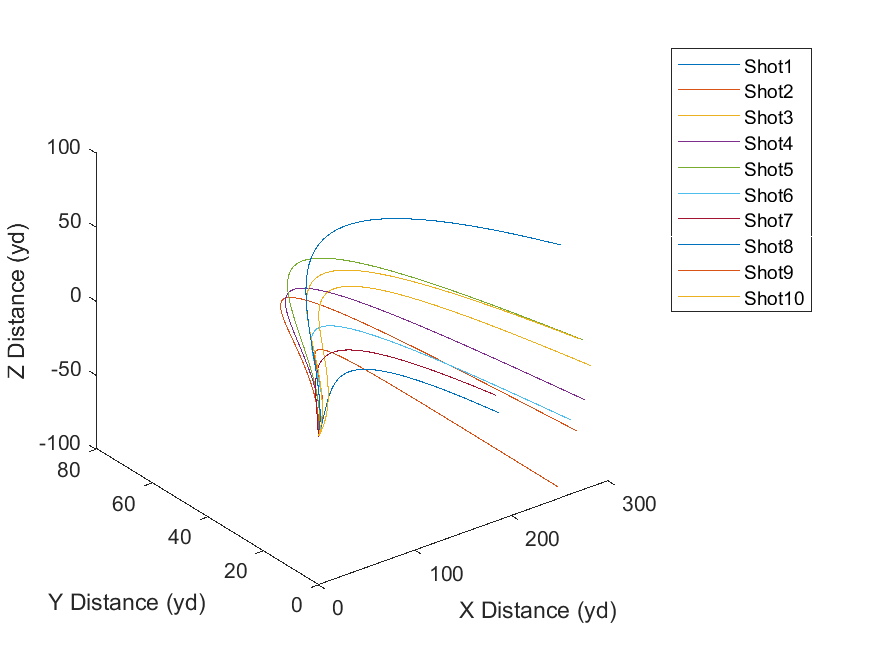 Shot1
Shot2
Shot3
Shot4
Shot5
Shot6
Shot7
Shot8
Shot9
Shot10
100
50
0
-50
-100
Z Distance (yd)
80
60
40
20
0
Y Distance (yd)
0
100
200
300
X Distance (yd)